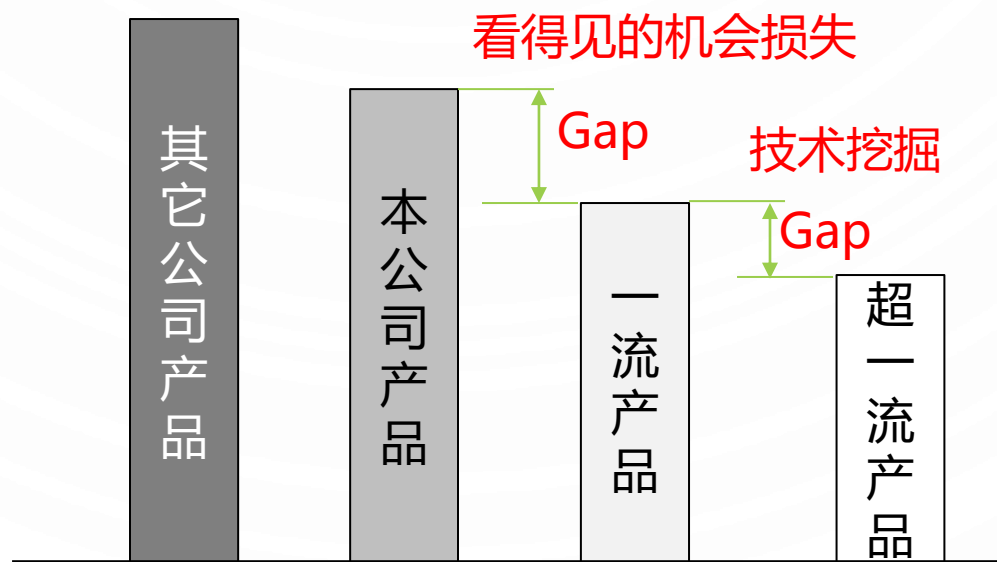 看得见的机会损失
Gap
技术挖掘
Gap
其它公司产品
本公司产品
一流产品
超一流产品